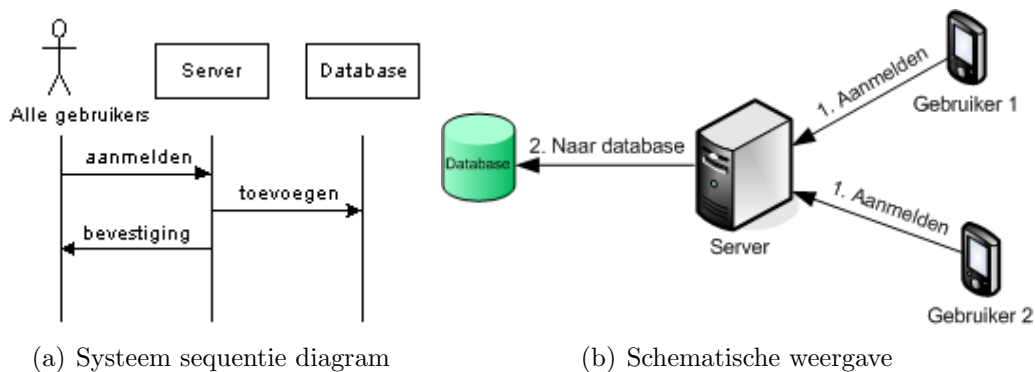 Server
Database
Alle gebruikers
aanmelden
toevoegen
bevestiging
(a) Systeem sequentie diagram
1. Aanmelden
Gebruiker 1
2. Naar database
Database
Server
1. Aanmelden
Gebruiker 2
(b) Schematische weergave